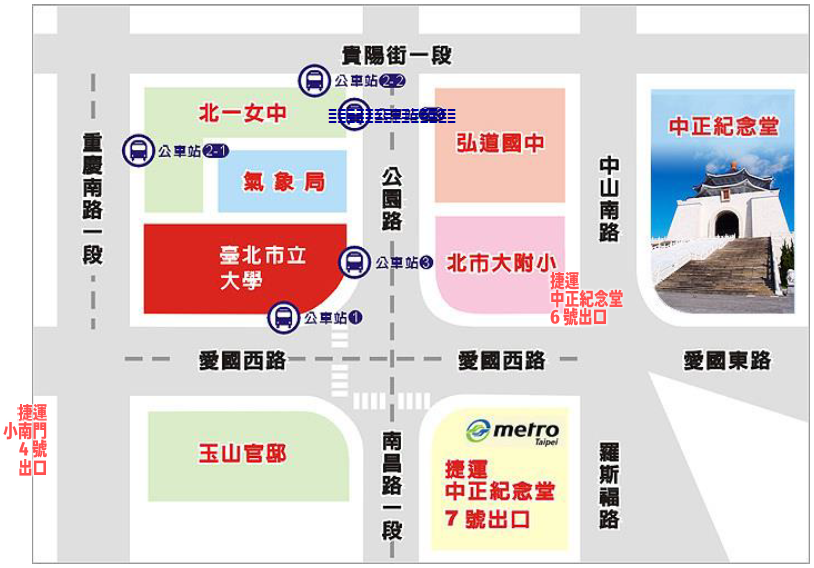 貴陽街一段
公車站2-2
北一女中
公車站
弘道國中
中正紀念堂
公車站2-1
重慶南路一段
氣象局
公園路
中山南路
臺北市立
大學
公車站3
北市大附小
捷運
中正紀念堂
6號出口
公車站1
愛國西路
愛國西路
愛國東路
捷運
小南門
4號
出口
玉山官邸
南昌路一段
metro
Taipei
捷運
中正紀念堂
7號出口
羅斯福路